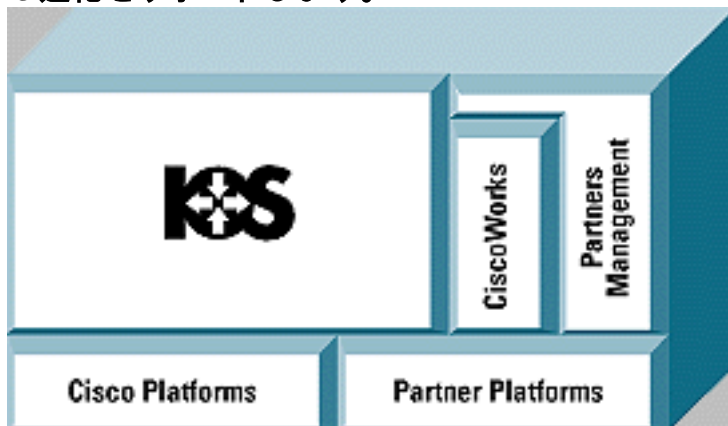 IOS
CiscoWorks
Partners
Management
Cisco Platforms
Partner Platforms